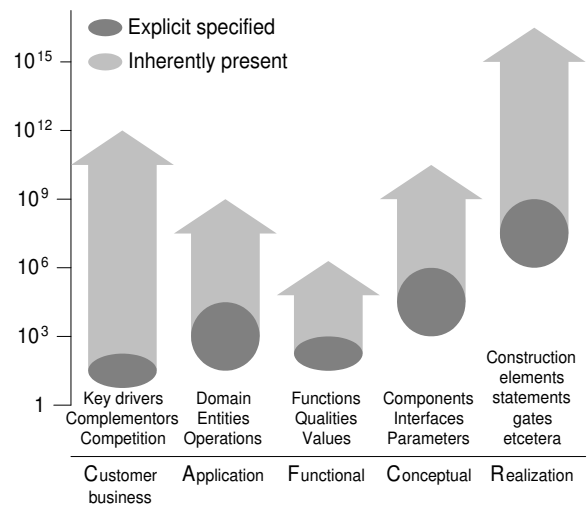 Explicit specified
Inherently present
10^15
10^12
10^9
10^6
10^3
1
Key drivers
Complementors
Competition
Domain
Entities
Operations
Functions
Qualities
Values
Components
Interfaces
Parameters
Construction
elements
statements
gates
etcetera
Customer
business
Application
Functional
Conceptual
Realization